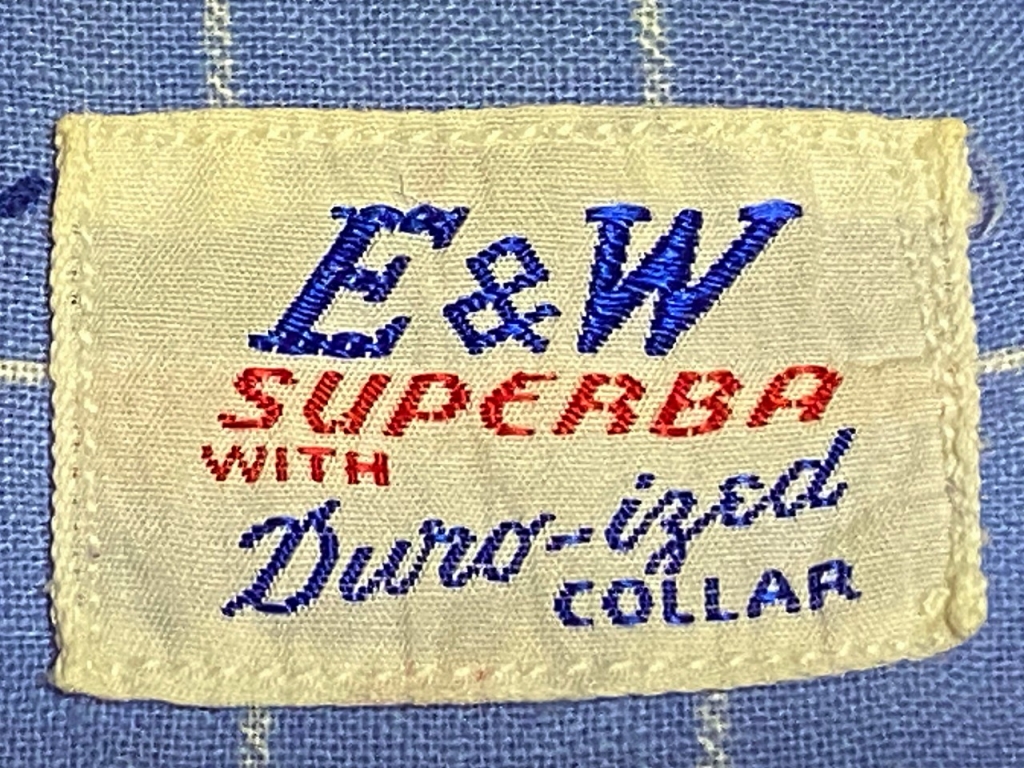 E&W
SUPERBA
WITH
Duro-ized
COLLAR